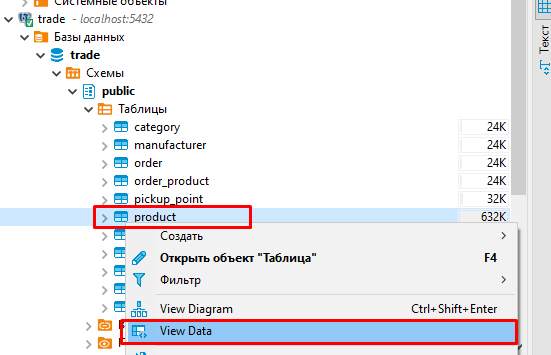 Системные объекты
trade - localhost:5432
Базы данных
trade
Схемы
public
Таблицы
category 24K
manufacturer 24K
order 24K
order_product 24K
pickup_point 32K
product 632K
Создать
Открыть объект "Таблица" F4
Фильтр
View Diagram Ctrl+Shift+Enter
View Data
Текст